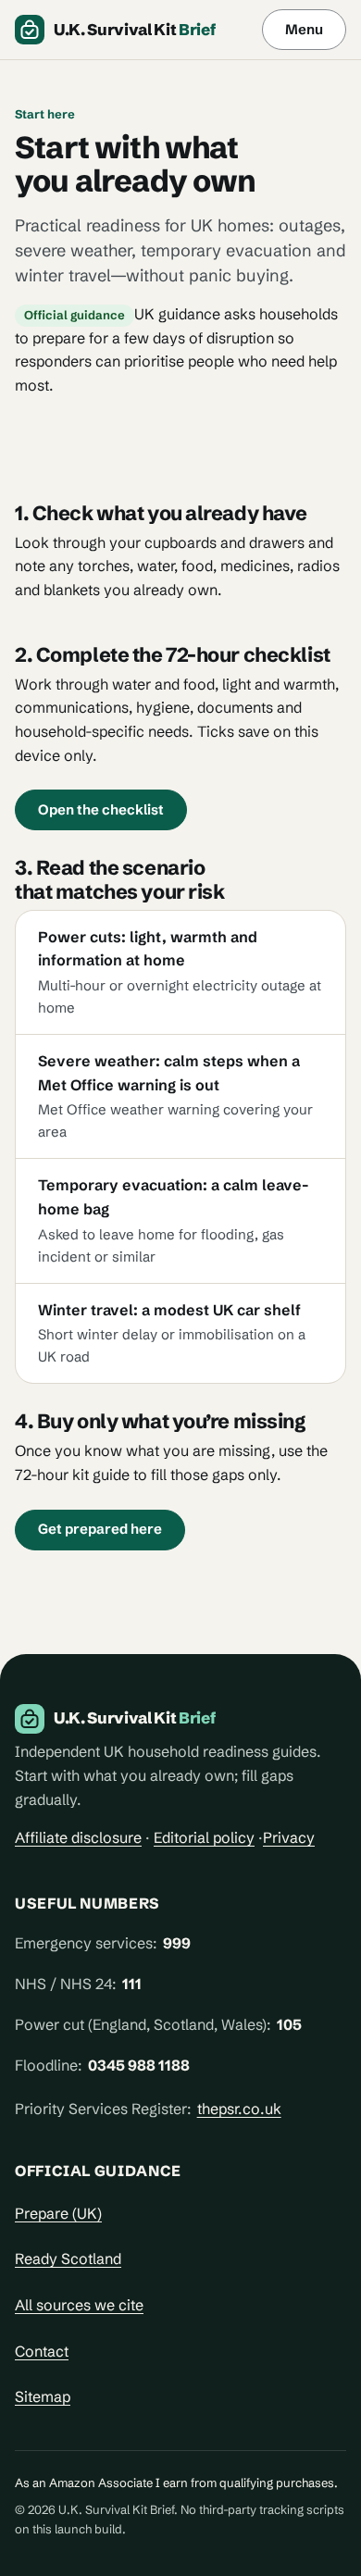 U.K. Survival Kit Brief
Menu
Start here
Start with what
you already own
Practical readiness for UK homes: outages,
severe weather, temporary evacuation and
winter travel—without panic buying.
Official guidance UK guidance asks households
to prepare for a few days of disruption so
responders can prioritise people who need help
most.
1. Check what you already have
Look through your cupboards and drawers and
note any torches, water, food, medicines, radios
and blankets you already own.
2. Complete the 72-hour checklist
Work through water and food, light and warmth,
communications, hygiene, documents and
household-specific needs. Ticks save on this
device only.
Open the checklist
3. Read the scenario
that matches your risk
Power cuts: light, warmth and
information at home
Multi-hour or overnight electricity outage at
home
Severe weather: calm steps when a
Met Office warning is out
Met Office weather warning covering your
area
Temporary evacuation: a calm leave-
home bag
Asked to leave home for flooding, gas
incident or similar
Winter travel: a modest UK car shelf
Short winter delay or immobilisation on a
UK road
4. Buy only what you’re missing
Once you know what you are missing, use the
72-hour kit guide to fill those gaps only.
Get prepared here
U.K. Survival Kit Brief
Independent UK household readiness guides.
Start with what you already own; fill gaps
gradually.
Affiliate disclosure · Editorial policy ·Privacy
USEFUL NUMBERS
Emergency services: 999
NHS / NHS 24: 111
Power cut (England, Scotland, Wales): 105
Floodline: 0345 988 1188
Priority Services Register: thepsr.co.uk
OFFICIAL GUIDANCE
Prepare (UK)
Ready Scotland
All sources we cite
Contact
Sitemap
As an Amazon Associate I earn from qualifying purchases.
© 2026 U.K. Survival Kit Brief. No third-party tracking scripts
on this launch build.